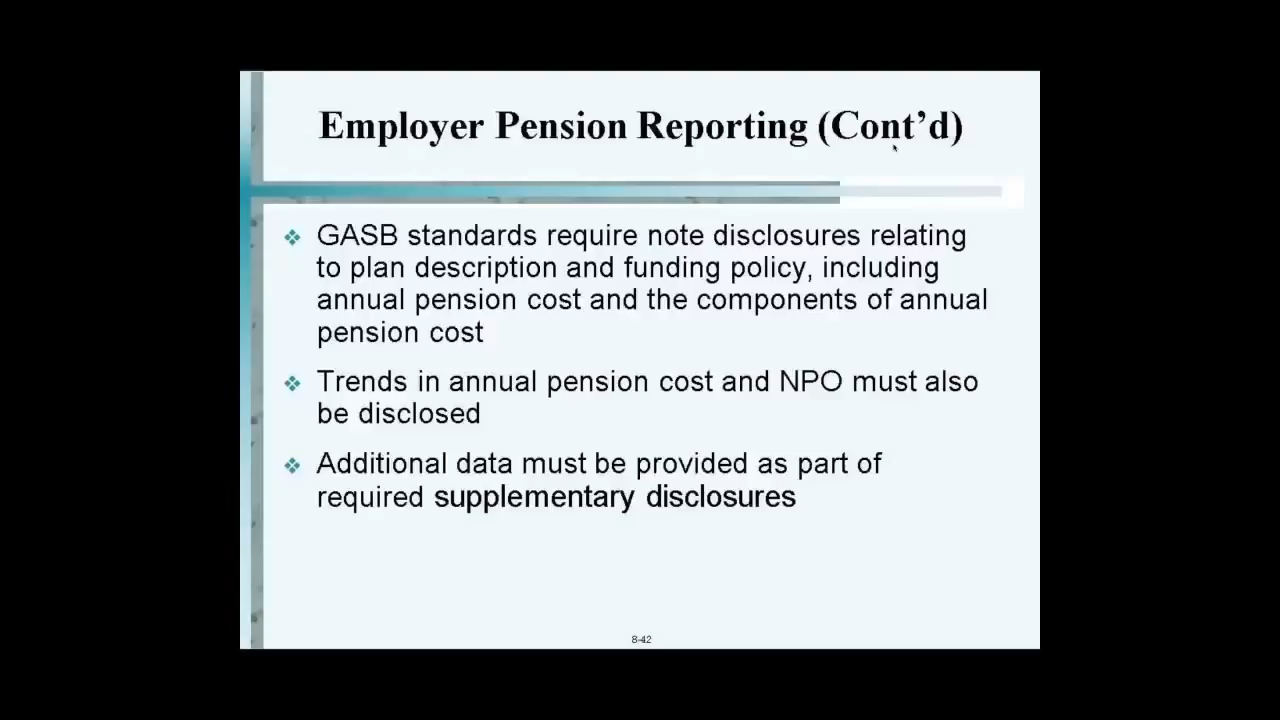 Employer Pension Reporting (Cont’d)
GASB standards require note disclosures relating
to plan description and funding policy, including
annual pension cost and the components of annual
pension cost
Trends in annual pension cost and NPO must also
be disclosed
Additional data must be provided as part of
required supplementary disclosures
8-42